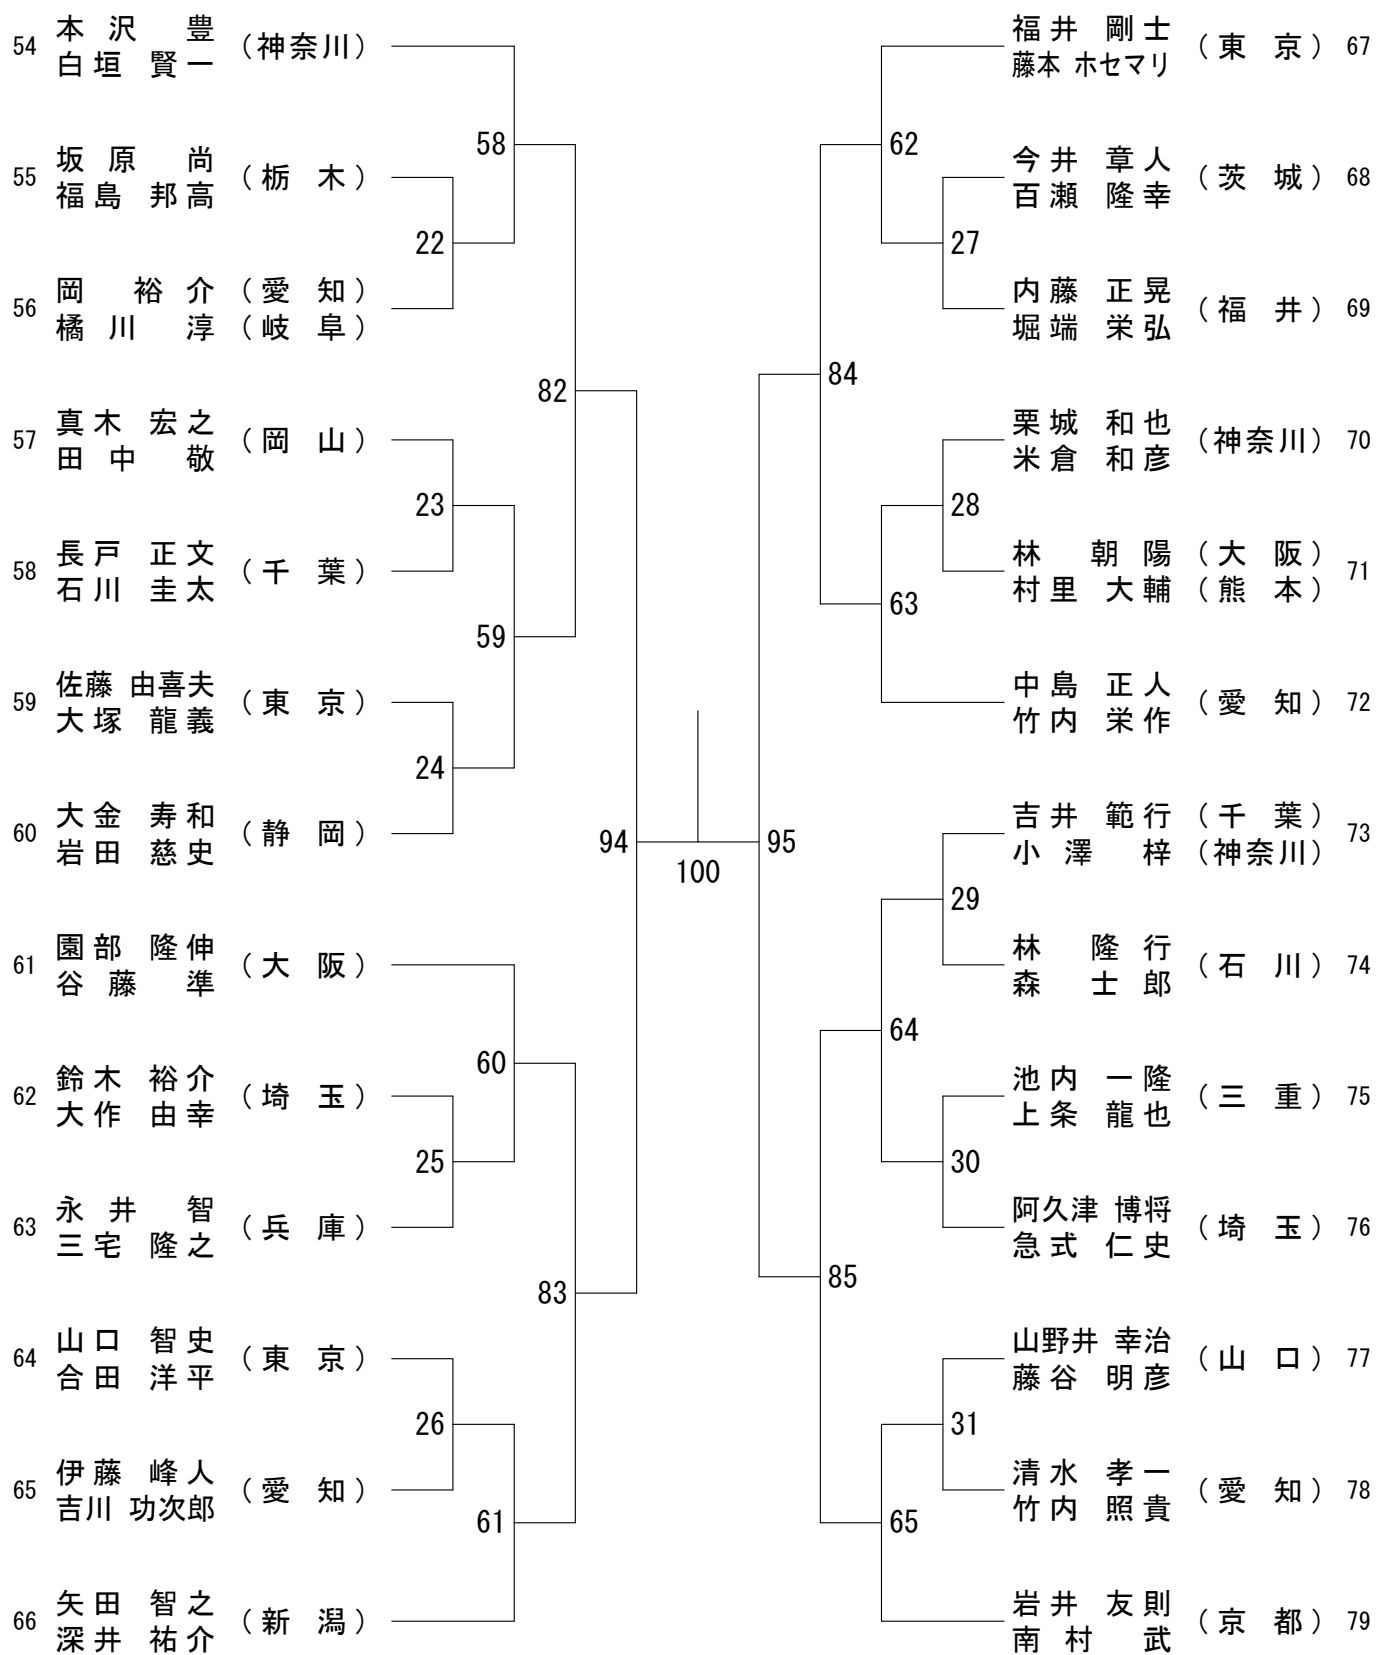 54 本沢 豊 (神奈川)
白垣 賢一
55 坂原 尚 (栃木)
福島 邦高
56 岡 裕介 (愛知)
橘川 淳 (岐阜)
57 真木 宏之 (岡山)
田中 敬
58 長戸 正文 (千葉)
石川 圭太
59 佐藤 由喜夫 (東京)
大塚 龍義
60 大金 寿和 (静岡)
岩田 慈史
61 園部 隆伸 (大阪)
谷藤 準
62 鈴木 裕介 (埼玉)
大作 由幸
63 永井 智 (兵庫)
三宅 隆之
64 山口 智史 (東京)
合田 洋平
65 伊藤 峰人 (愛知)
吉川 功次郎
66 矢田 智之 (新潟)
深井 祐介
22
23
24
25
26
58
59
60
61
82
83
94
100
95
84
85
62
63
64
65
27
28
29
30
31
福井 剛士 (東京) 67
藤本 ホセマリ
今井 章人 (茨城) 68
百瀬 隆幸
内藤 正晃 (福井) 69
堀端 栄弘
栗城 和也 (神奈川) 70
米倉 和彦
林 朝陽 (大阪) 71
村里 大輔 (熊本)
中島 正人 (愛知) 72
竹内 栄作
吉井 範行 (千葉) 73
小澤 梓 (神奈川)
林 隆行 (石川) 74
森 士郎
池内 一隆 (三重) 75
上条 龍也
阿久津 博将 (埼玉) 76
急式 仁史
山野井 幸治 (山口) 77
藤谷 明彦
清水 孝一 (愛知) 78
竹内 照貴
岩井 友則 (京都) 79
南村 武